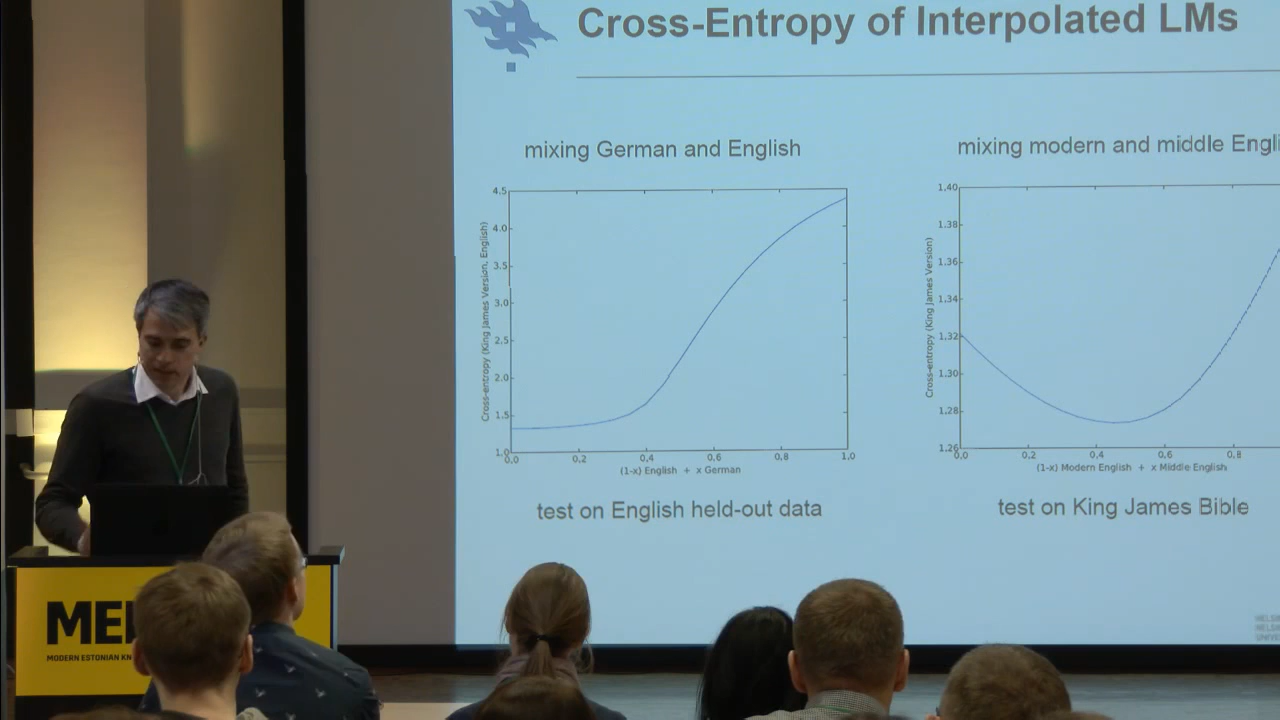 Cross-Entropy of Interpolated LMs
mixing German and English
mixing modern and middle Engli
4.5
4.0
3.5
3.0
2.5
2.0
1.5
1.0
Cross-entropy (King James Version, English)
0.0 0.2 0.4 0.6 0.8 1.0
(1-x) English + x German
1.40
1.38
1.36
1.34
1.32
1.30
1.28
1.26
Cross-entropy (King James Version)
0.0 0.2 0.4 0.6 0.8
(1-x) Modern English + x Middle English
test on English held-out data
test on King James Bible
MODERN ESTONIAN KN